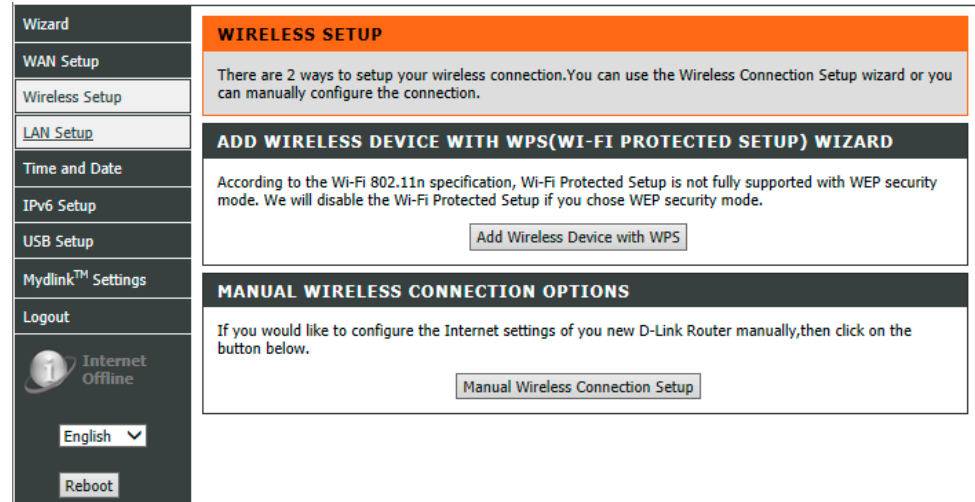 Wizard
WAN Setup
Wireless Setup
LAN Setup
Time and Date
IPv6 Setup
USB Setup
Mydlink™ Settings
Logout
Internet
Offline
English
Reboot
WIRELESS SETUP
There are 2 ways to setup your wireless connection.You can use the Wireless Connection Setup wizard or you
can manually configure the connection.
ADD WIRELESS DEVICE WITH WPS(WI-FI PROTECTED SETUP) WIZARD
According to the Wi-Fi 802.11n specification, Wi-Fi Protected Setup is not fully supported with WEP security
mode. We will disable the Wi-Fi Protected Setup if you chose WEP security mode.
Add Wireless Device with WPS
MANUAL WIRELESS CONNECTION OPTIONS
If you would like to configure the Internet settings of you new D-Link Router manually,then click on the
button below.
Manual Wireless Connection Setup